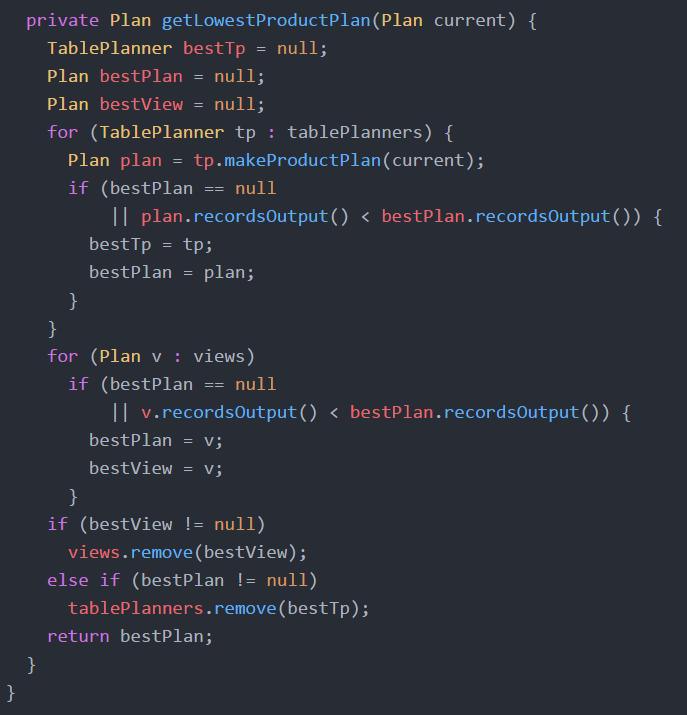 private Plan getLowestProductPlan(Plan current) {
TablePlanner bestTp = null;
Plan bestPlan = null;
Plan bestView = null;
for (TablePlanner tp : tablePlanners) {
Plan plan = tp.makeProductPlan(current);
if (bestPlan == null
|| plan.recordsOutput() < bestPlan.recordsOutput()) {
bestTp = tp;
bestPlan = plan;
}
}
for (Plan v : views)
if (bestPlan == null
|| v.recordsOutput() < bestPlan.recordsOutput()) {
bestPlan = v;
bestView = v;
}
if (bestView != null)
views.remove(bestView);
else if (bestPlan != null)
tablePlanners.remove(bestTp);
return bestPlan;
}
}